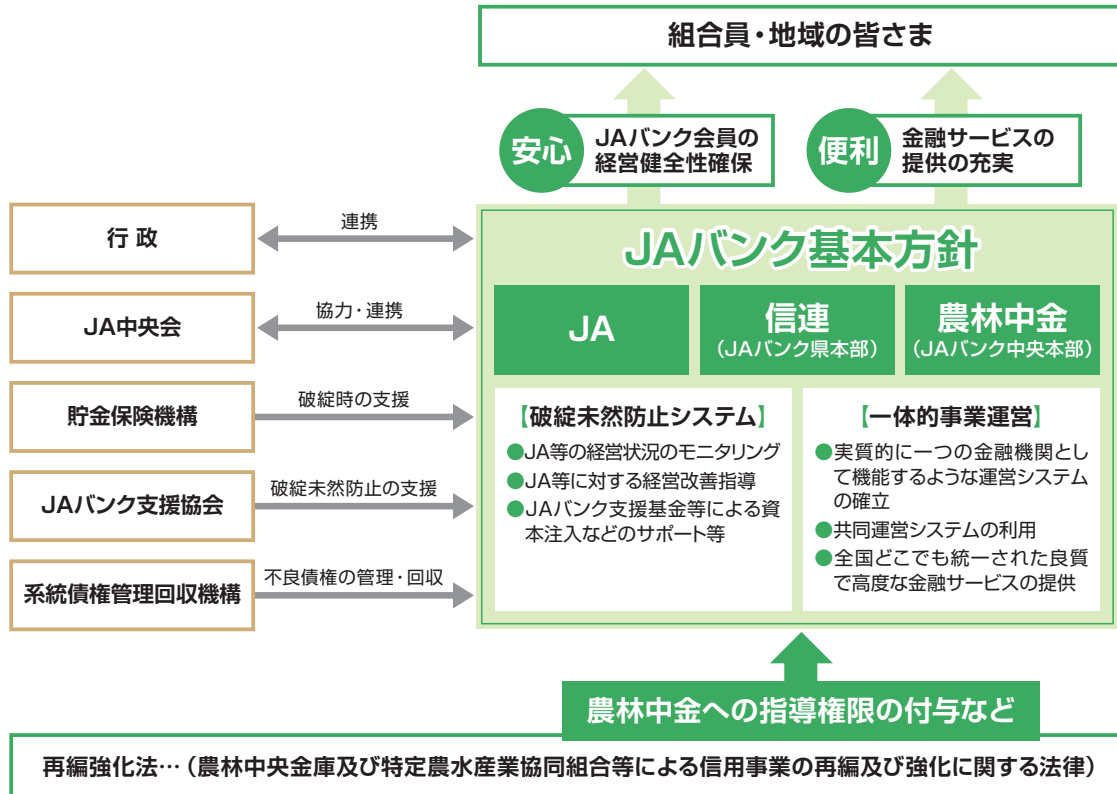 組合員・地域の皆さま
安心
JAバンク会員の
経営健全性確保
便利
金融サービスの
提供の充実
行政
連携
JA中央会
協力・連携
貯金保険機構
破綻時の支援
JAバンク支援協会
破綻未然防止の支援
系統債権管理回収機構
不良債権の管理・回収
JAバンク基本方針
JA
信連
（JAバンク県本部）
農林中金
（JAバンク中央本部）
【破綻未然防止システム】
●JA等の経営状況のモニタリング
●JA等に対する経営改善指導
●JAバンク支援基金等による資
本注入などのサポート等
【一体的事業運営】
●実質的に一つの金融機関とし
て機能するような運営システム
の確立
●共同運営システムの利用
●全国どこでも統一された良質
で高度な金融サービスの提供
農林中金への指導権限の付与など
再編強化法…（農林中央金庫及び特定農水産業協同組合等による信用事業の再編及び強化に関する法律）